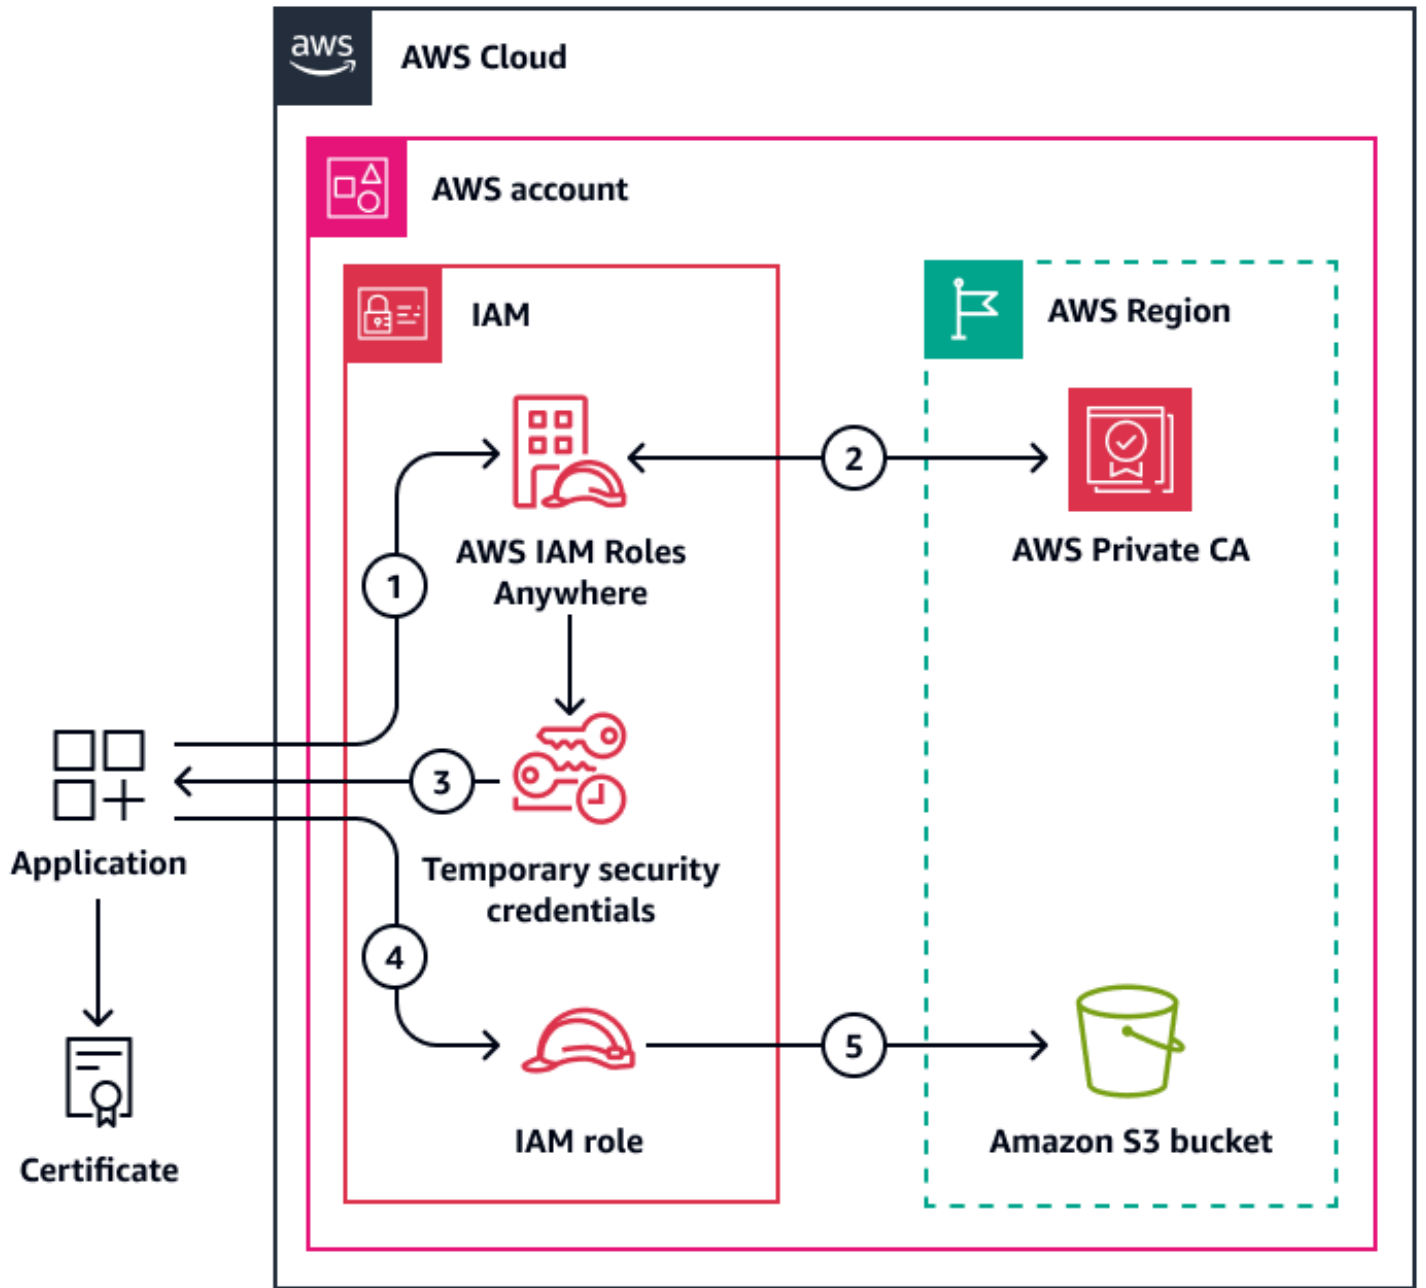 aws
AWS Cloud
AWS account
IAM
AWS Region
2
AWS IAM Roles
Anywhere
AWS Private CA
1
3
Application
Temporary security
credentials
4
5
IAM role
Amazon S3 bucket
Certificate